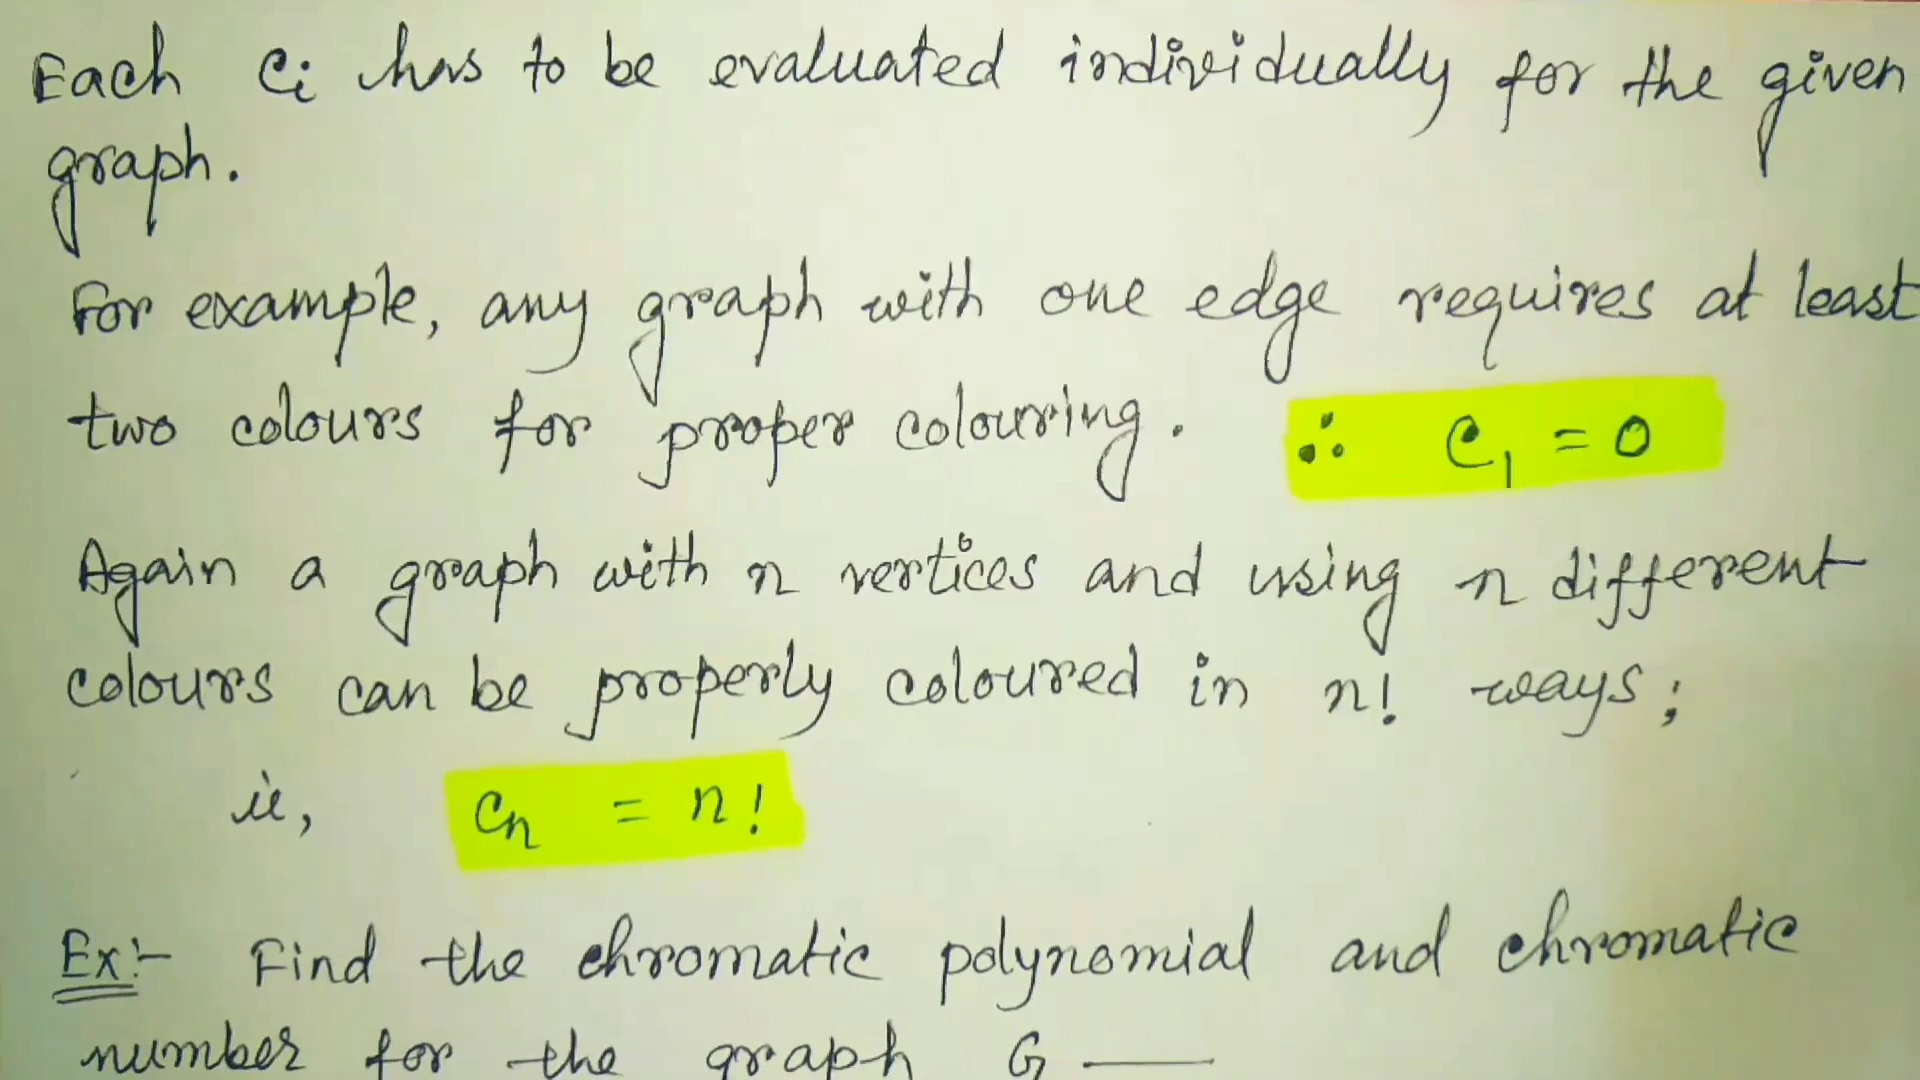 Each Ci has to be evaluated individually for the given
graph.
For example, any graph with one edge requires at least
two colours for proper colouring. ∴ C₁ = 0
Again a graph with n vertices and using n different
colours can be properly coloured in n! ways;
ie, Cn = n!
Ex:- Find the chromatic polynomial and chromatic
number for the graph G —